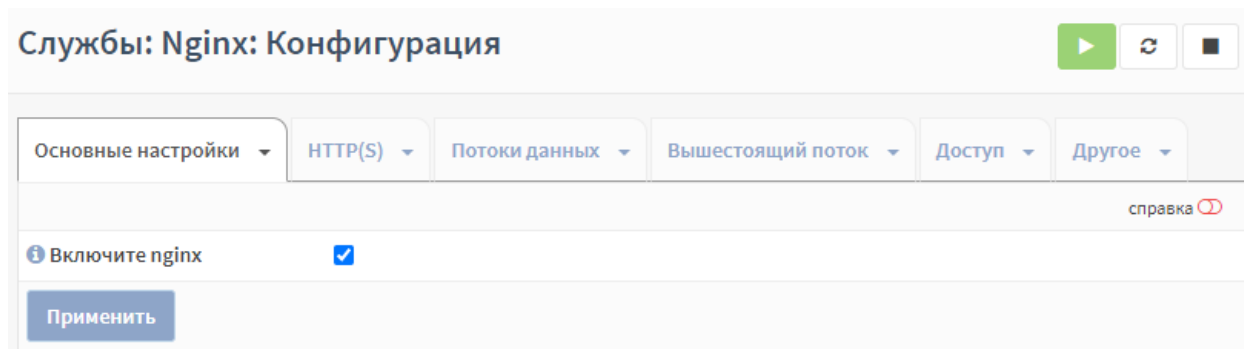 Службы: Nginx: Конфигурация
Основные настройки HTTP(S) Потоки данных Вышестоящий поток Доступ Другое
справка
Включите nginx
Применить